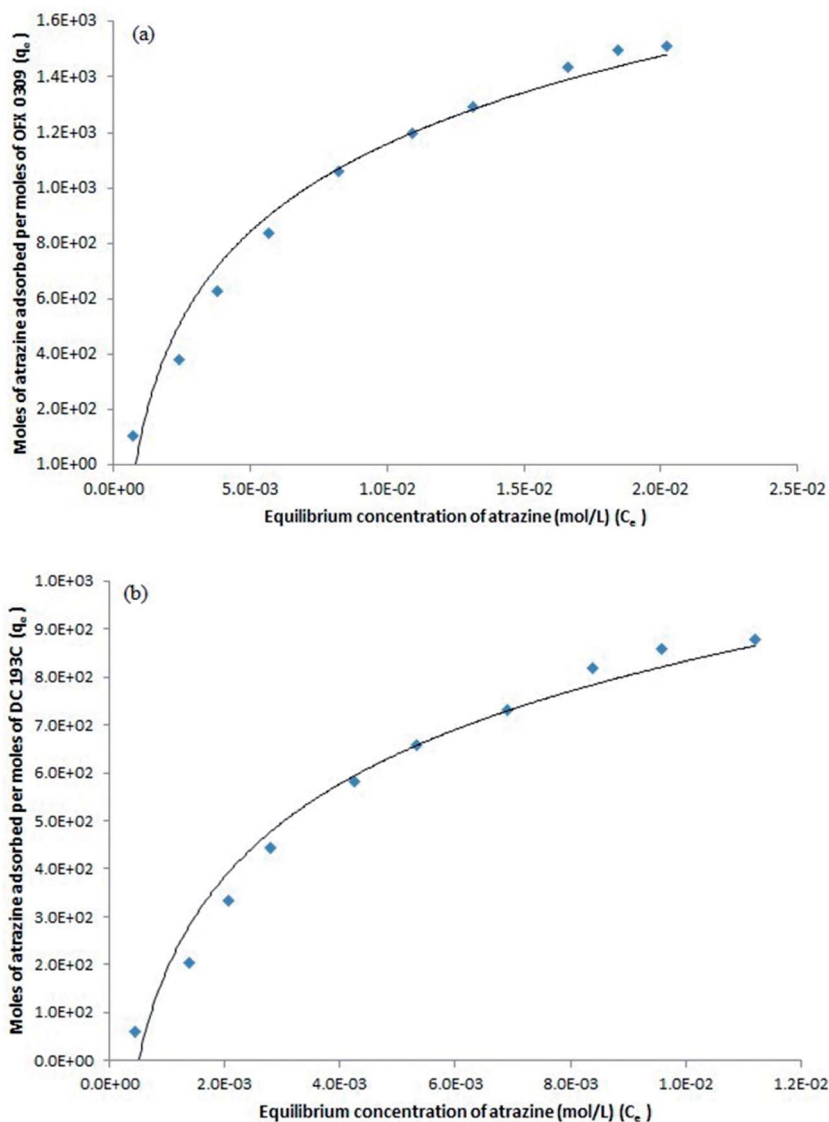 (a)
Moles of atrazine adsorbed per moles of OFX 0309 (qe)
1.6E+03
1.4E+03
1.2E+03
1.0E+03
8.0E+02
6.0E+02
4.0E+02
2.0E+02
1.0E+00
0.0E+00 5.0E-03 1.0E-02 1.5E-02 2.0E-02 2.5E-02
Equilibrium concentration of atrazine (mol/L) (Ce )
(b)
Moles of atrazine adsorbed per moles of DC 193C (qe )
1.0E+03
9.0E+02
8.0E+02
7.0E+02
6.0E+02
5.0E+02
4.0E+02
3.0E+02
2.0E+02
1.0E+02
0.0E+00
0.0E+00 2.0E-03 4.0E-03 6.0E-03 8.0E-03 1.0E-02 1.2E-02
Equilibrium concentration of atrazine (mol/L) (Ce )